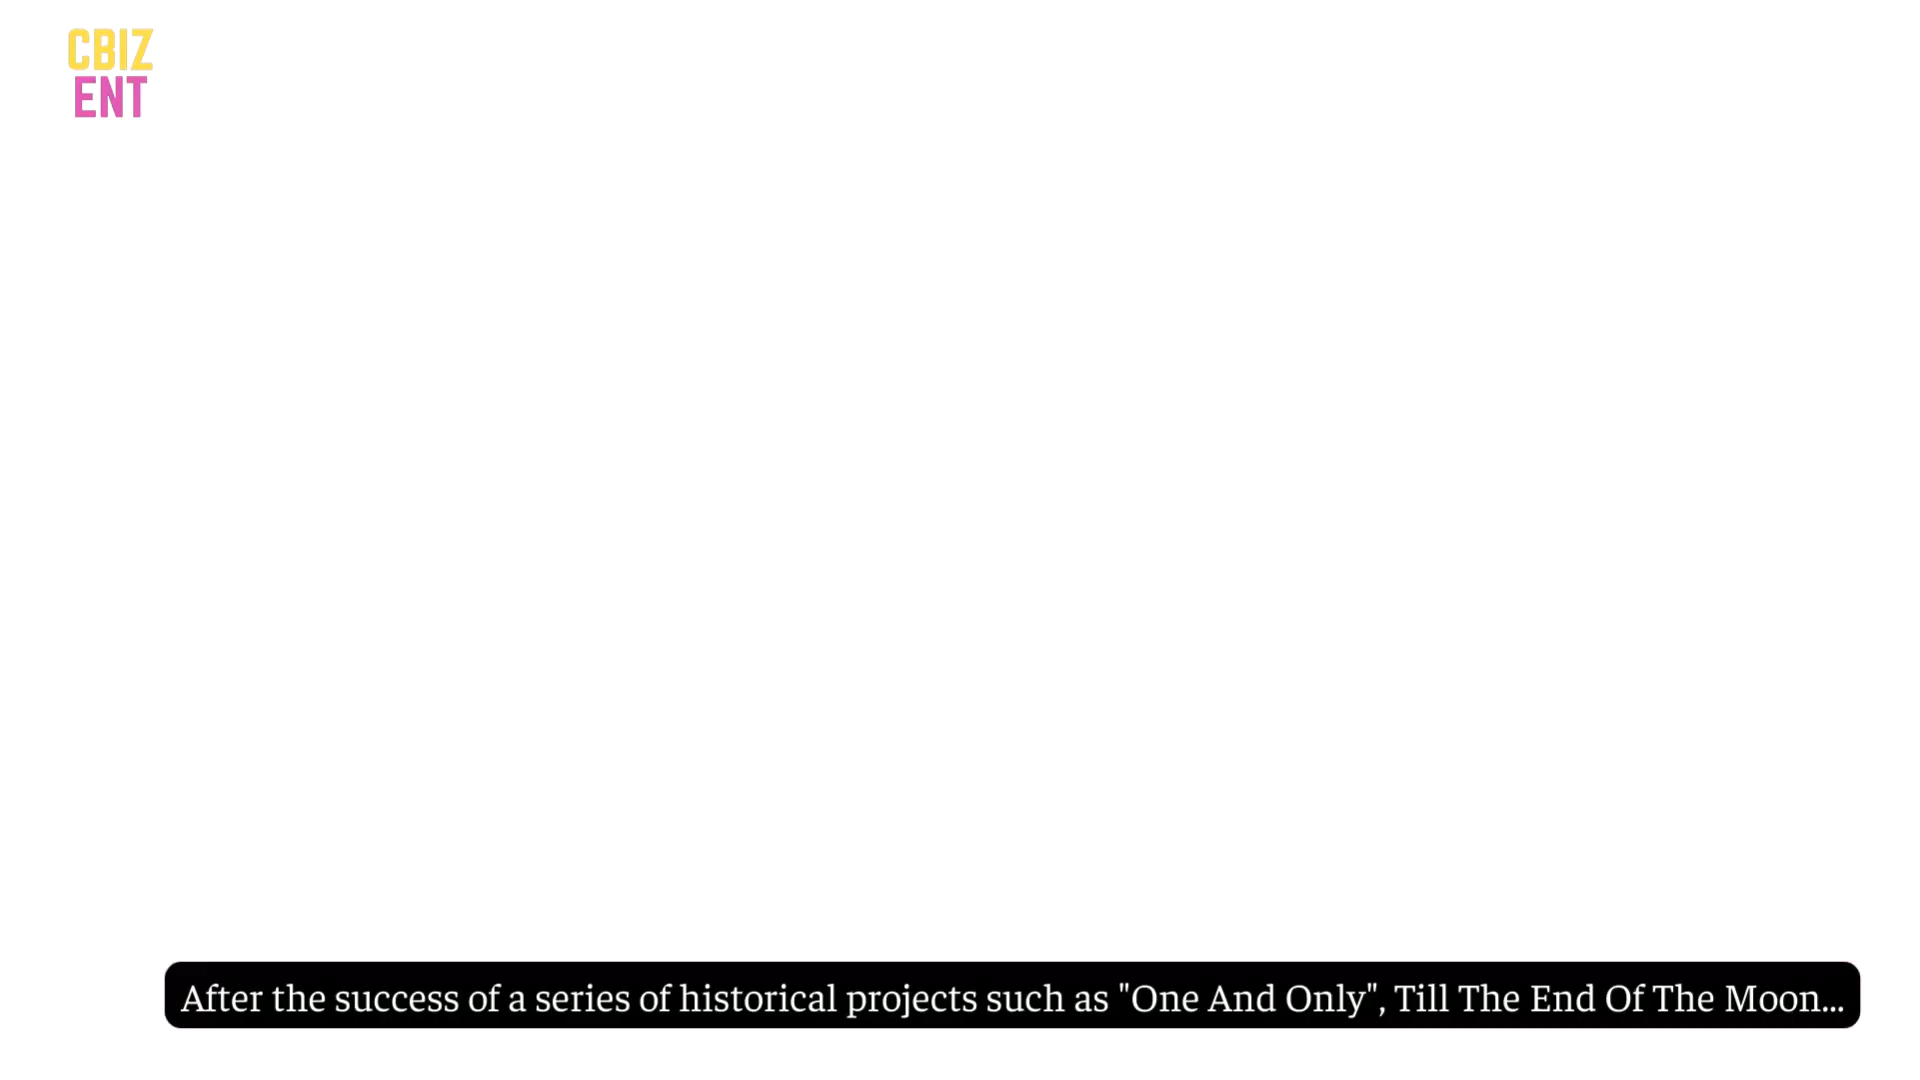 CBIZ
ENT
After the success of a series of historical projects such as "One And Only", Till The End Of The Moon...